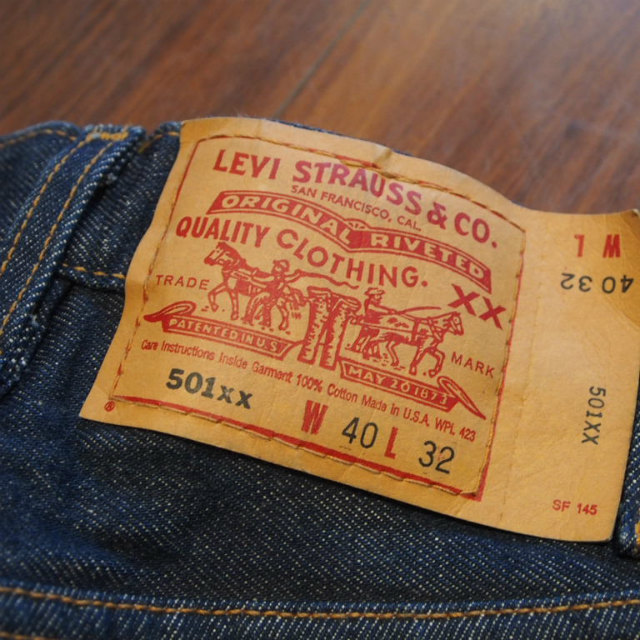 LEVI STRAUSS & CO.
SAN FRANCISCO, CAL.
ORIGINAL RIVETED
QUALITY CLOTHING.
XX
TRADE MARK
PATENTED IN U.S. MAY 20 1873
Care Instructions Inside Garment 100% Cotton Made in U.S.A. WPL 423
501XX
W 40 L 32
®
W L
40 32
501XX
SF 145